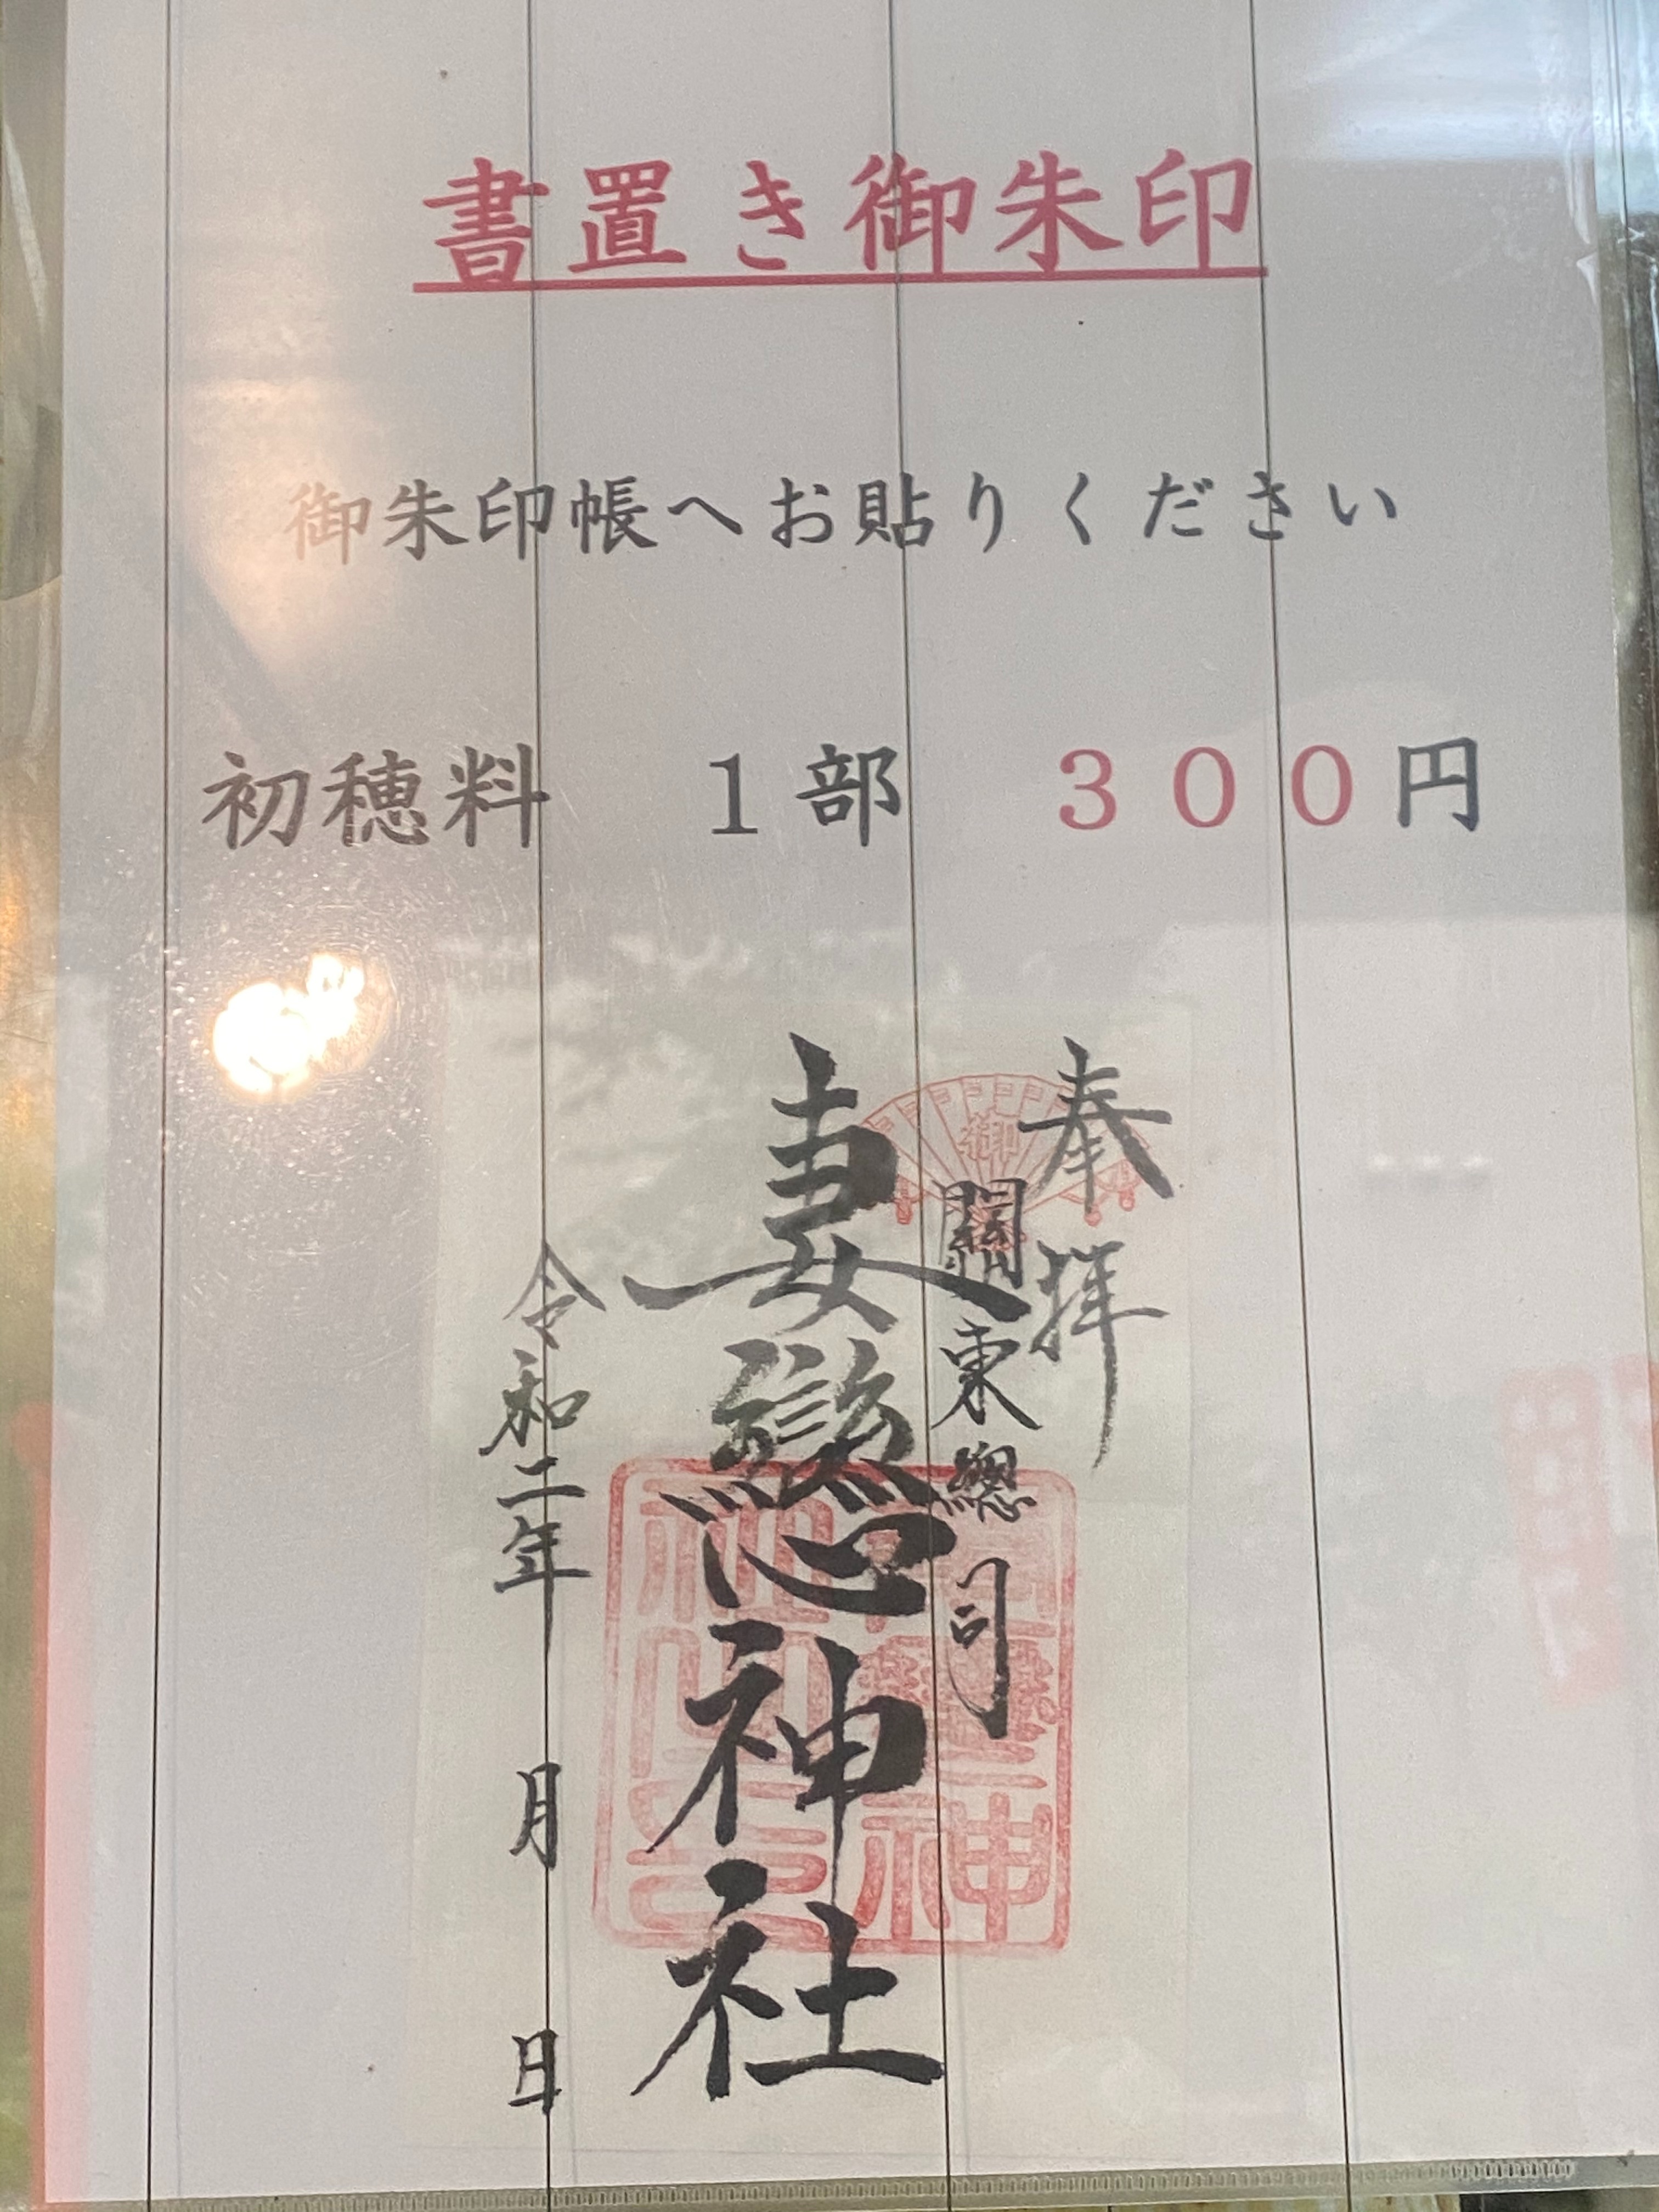 書置き御朱印
御朱印帳へお貼りください
初穂料 1部 300円
奉拝
關東總司
妻戀神社
令和二年 月 日